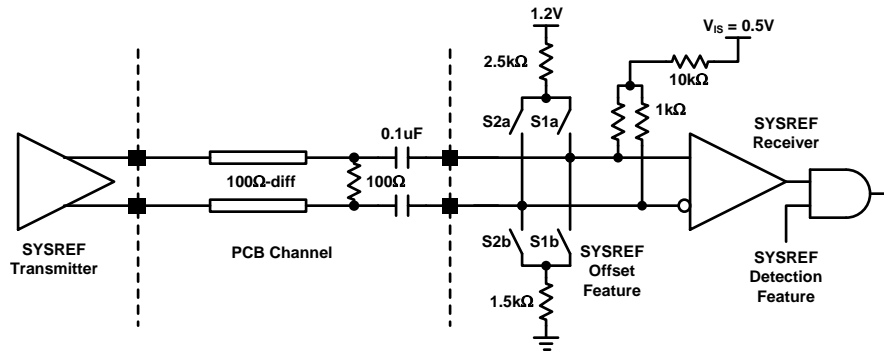 1.2V
V_IS = 0.5V
2.5kΩ
10kΩ
S2a
S1a
1kΩ
SYSREF
Receiver
0.1uF
100Ω-diff
100Ω
SYSREF
Transmitter
PCB Channel
S2b
S1b
SYSREF
Offset
Feature
1.5kΩ
SYSREF
Detection
Feature